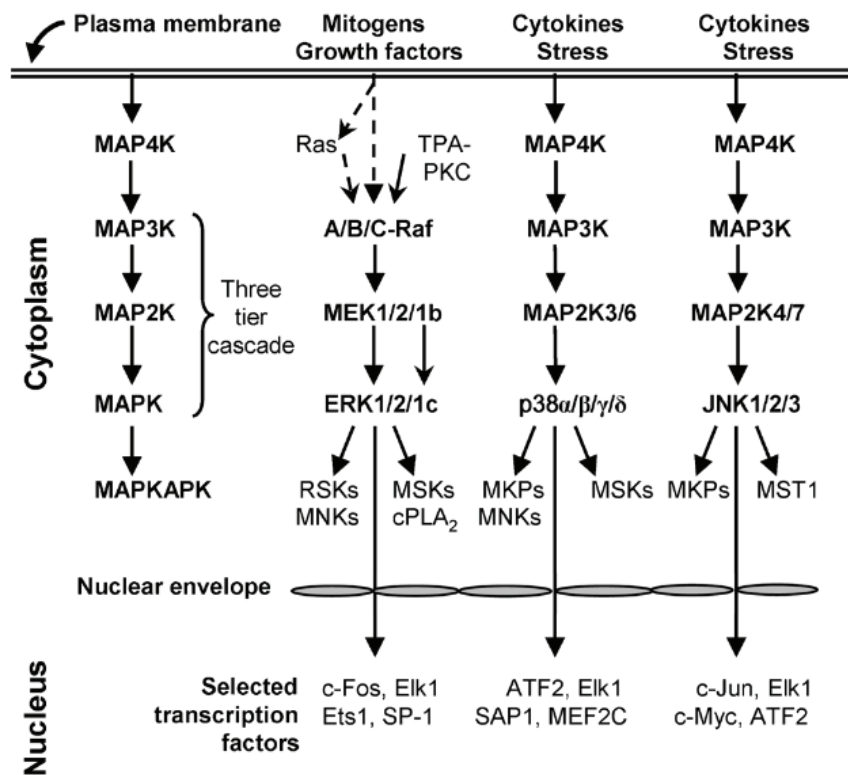 Plasma membrane
Mitogens
Growth factors
Cytokines
Stress
Cytokines
Stress
Cytoplasm
MAP4K
Ras
TPA-
PKC
MAP4K
MAP4K
MAP3K
A/B/C-Raf
MAP3K
MAP3K
Three
tier
cascade
MAP2K
MEK1/2/1b
MAP2K3/6
MAP2K4/7
MAPK
ERK1/2/1c
p38α/β/γ/δ
JNK1/2/3
MAPKAPK
RSKs
MNKs
MSKs
cPLA₂
MKPs
MNKs
MSKs
MKPs
MST1
Nuclear envelope
Nucleus
Selected
transcription
factors
c-Fos, Elk1
Ets1, SP-1
ATF2, Elk1
SAP1, MEF2C
c-Jun, Elk1
c-Myc, ATF2